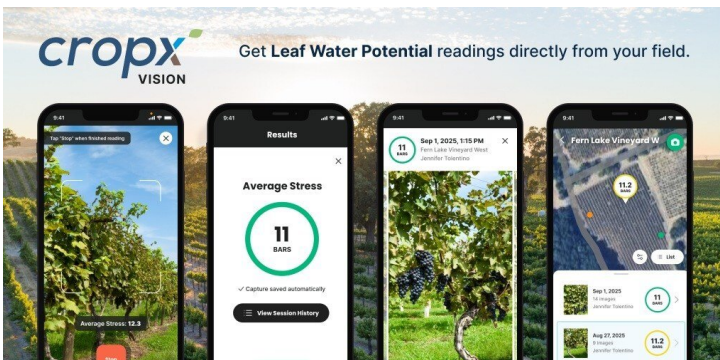 cropx
VISION
Get Leaf Water Potential readings directly from your field.
9:41
Tap "Stop" when finished reading
Average Stress: 12.3
Stop
9:41
Results
Average Stress
11
BARS
✓ Capture saved automatically
View Session History
9:41
11
BARS
Sep 1, 2025, 1:15 PM
Fern Lake Vineyard West
Jennifer Tolentino
9:41
Fern Lake Vineyard W
11.2
BARS
List
Sep 1, 2025
14 images
Jennifer Tolentino
11
BARS
Aug 27, 2025
9 images
Jennifer Tolentino
11.2
BARS